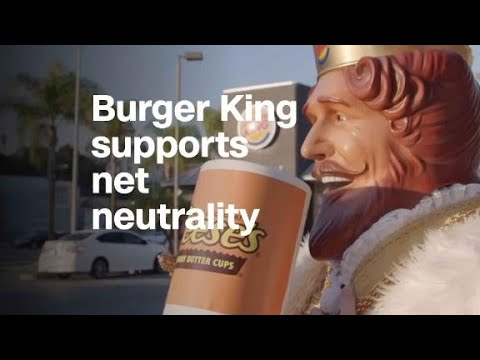 Burger King
supports
net
neutrality
BUTTER CUPS